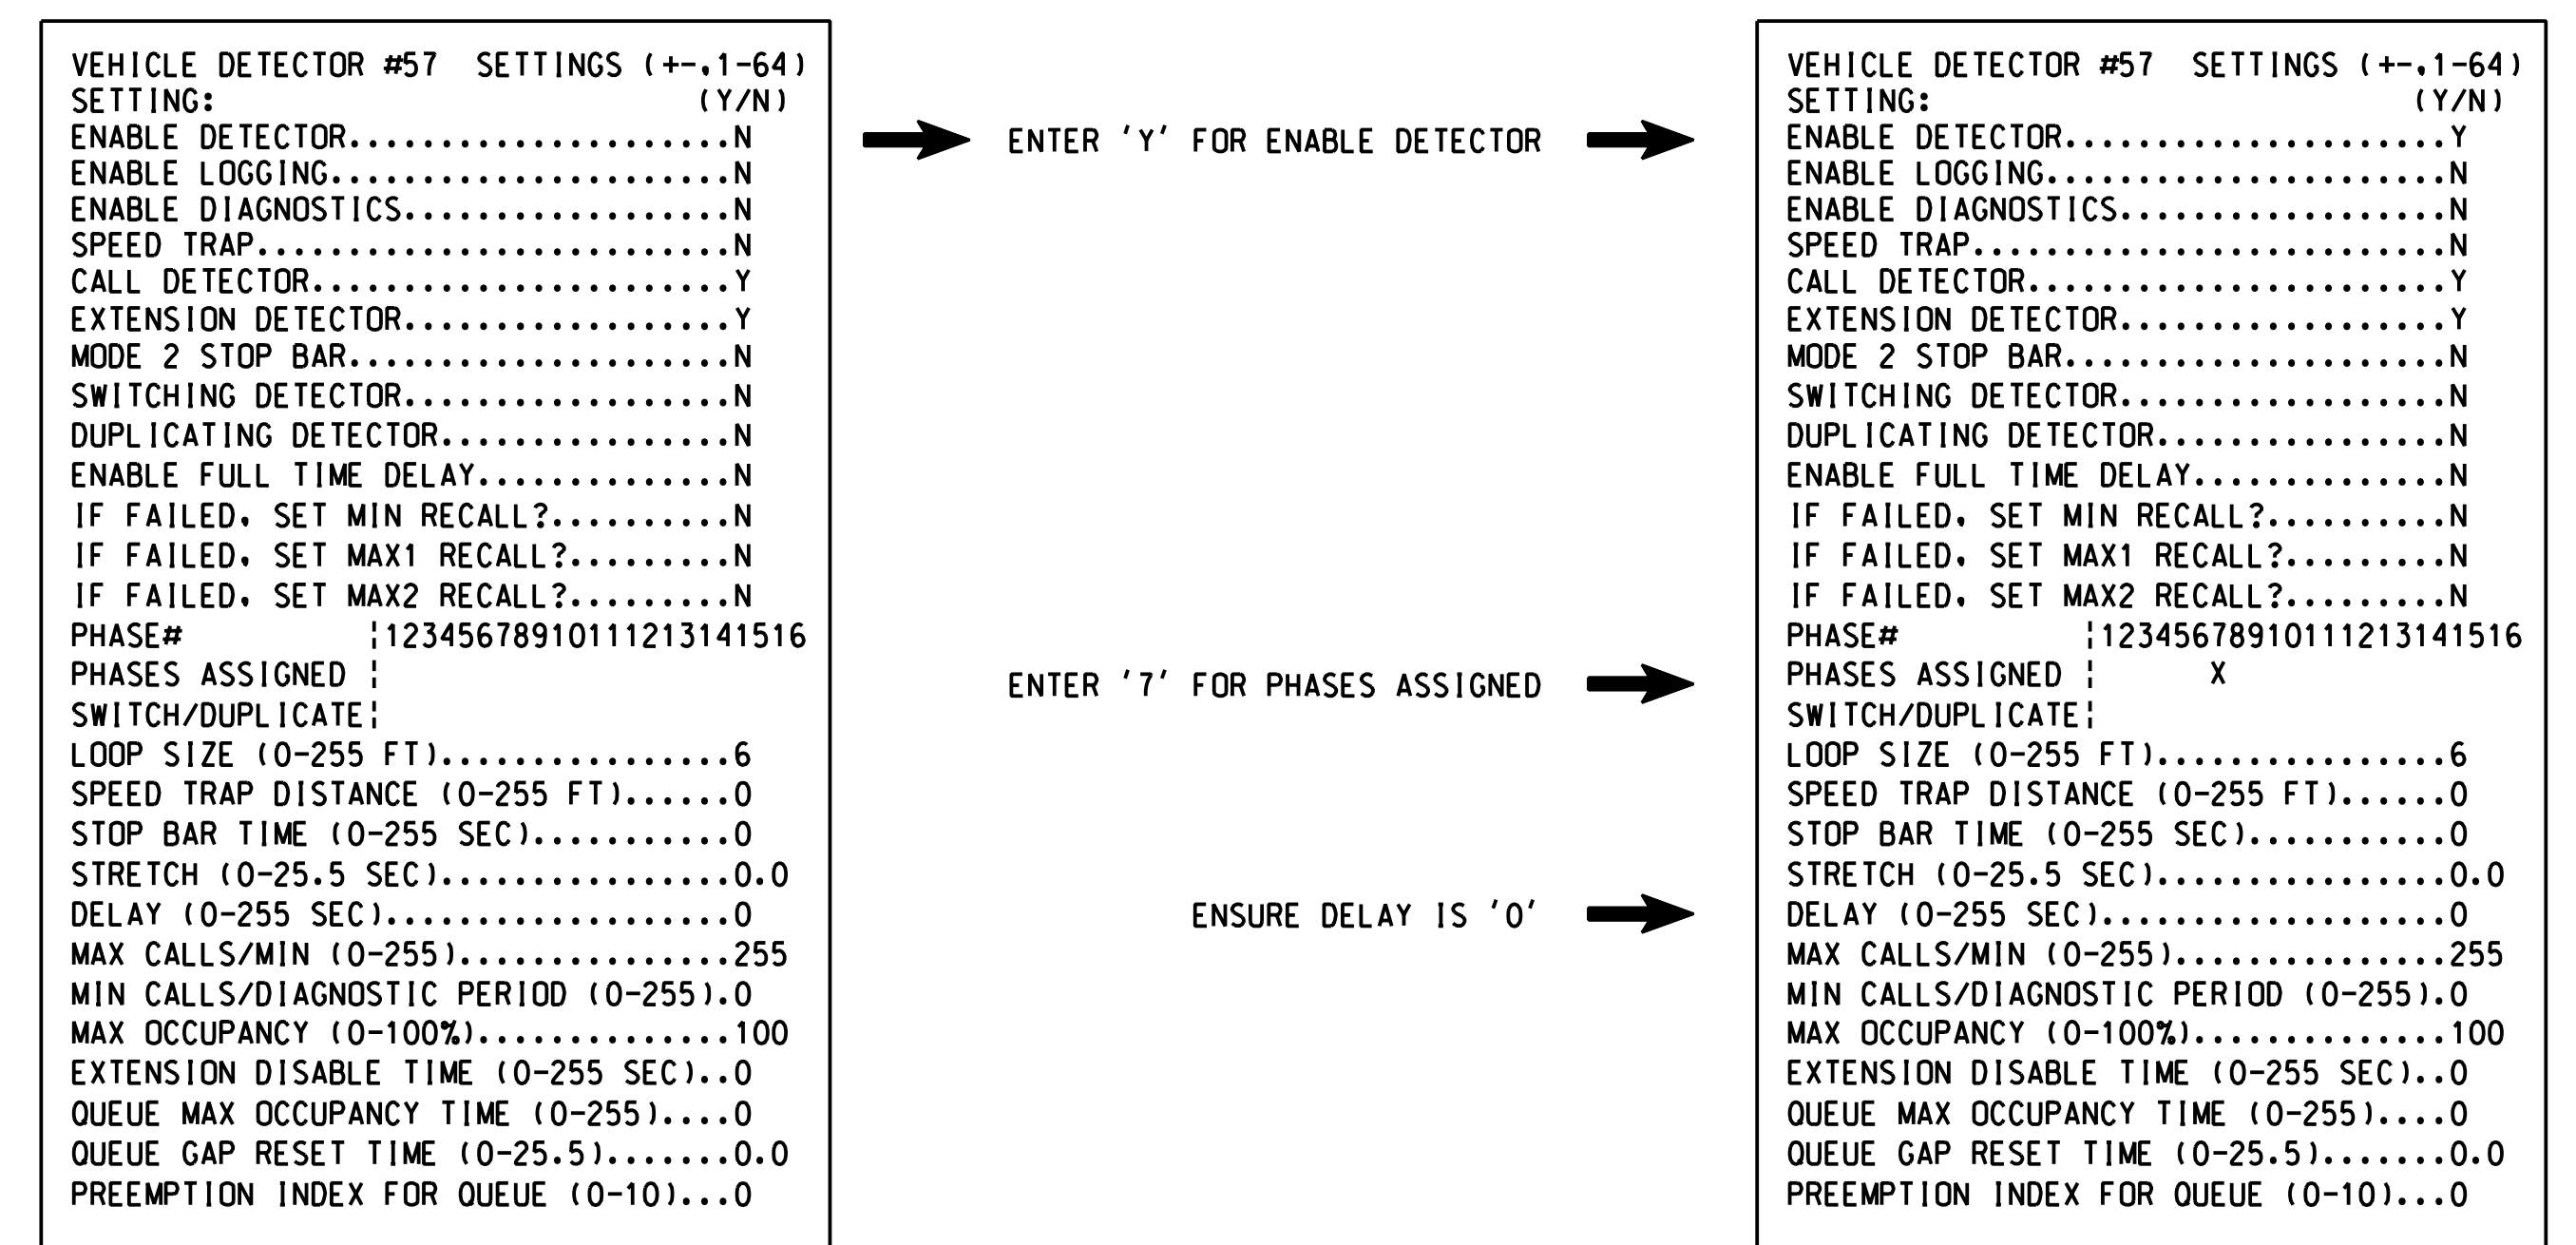 VEHICLE DETECTOR #57  SETTINGS (+-,1-64)
SETTING:                          (Y/N)
ENABLE DETECTOR.....................N
ENABLE LOGGING......................N
ENABLE DIAGNOSTICS..................N
SPEED TRAP..........................N
CALL DETECTOR.......................Y
EXTENSION DETECTOR..................Y
MODE 2 STOP BAR.....................N
SWITCHING DETECTOR..................N
DUPLICATING DETECTOR................N
ENABLE FULL TIME DELAY..............N
IF FAILED, SET MIN RECALL?..........N
IF FAILED, SET MAX1 RECALL?.........N
IF FAILED, SET MAX2 RECALL?.........N
PHASE#          ¦12345678910111213141516
PHASES ASSIGNED ¦
SWITCH/DUPLICATE¦
LOOP SIZE (0-255 FT)................6
SPEED TRAP DISTANCE (0-255 FT)......0
STOP BAR TIME (0-255 SEC)...........0
STRETCH (0-25.5 SEC)................0.0
DELAY (0-255 SEC)...................0
MAX CALLS/MIN (0-255)...............255
MIN CALLS/DIAGNOSTIC PERIOD (0-255).0
MAX OCCUPANCY (0-100%)..............100
EXTENSION DISABLE TIME (0-255 SEC)..0
QUEUE MAX OCCUPANCY TIME (0-255)....0
QUEUE GAP RESET TIME (0-25.5).......0.0
PREEMPTION INDEX FOR QUEUE (0-10)...0
ENTER 'Y' FOR ENABLE DETECTOR
ENTER '7' FOR PHASES ASSIGNED
ENSURE DELAY IS '0'
VEHICLE DETECTOR #57  SETTINGS (+-,1-64)
SETTING:                          (Y/N)
ENABLE DETECTOR.....................Y
ENABLE LOGGING......................N
ENABLE DIAGNOSTICS..................N
SPEED TRAP..........................N
CALL DETECTOR.......................Y
EXTENSION DETECTOR..................Y
MODE 2 STOP BAR.....................N
SWITCHING DETECTOR..................N
DUPLICATING DETECTOR................N
ENABLE FULL TIME DELAY..............N
IF FAILED, SET MIN RECALL?..........N
IF FAILED, SET MAX1 RECALL?.........N
IF FAILED, SET MAX2 RECALL?.........N
PHASE#          ¦12345678910111213141516
PHASES ASSIGNED ¦      X
SWITCH/DUPLICATE¦
LOOP SIZE (0-255 FT)................6
SPEED TRAP DISTANCE (0-255 FT)......0
STOP BAR TIME (0-255 SEC)...........0
STRETCH (0-25.5 SEC)................0.0
DELAY (0-255 SEC)...................0
MAX CALLS/MIN (0-255)...............255
MIN CALLS/DIAGNOSTIC PERIOD (0-255).0
MAX OCCUPANCY (0-100%)..............100
EXTENSION DISABLE TIME (0-255 SEC)..0
QUEUE MAX OCCUPANCY TIME (0-255)....0
QUEUE GAP RESET TIME (0-25.5).......0.0
PREEMPTION INDEX FOR QUEUE (0-10)...0